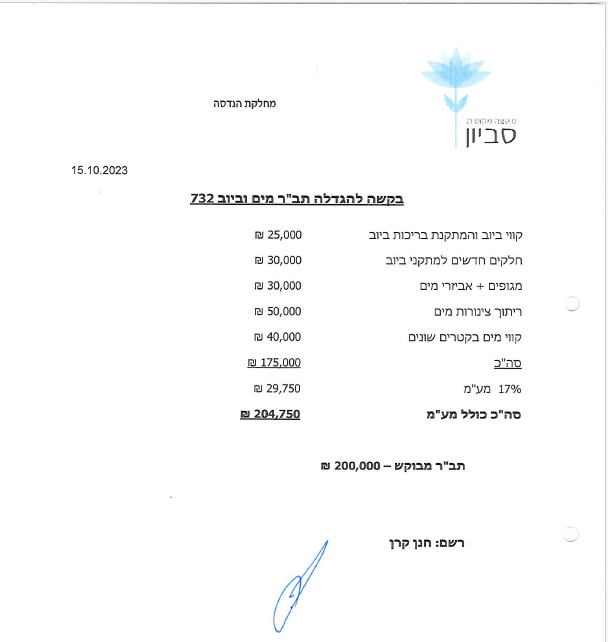 מועצה מקומית
סביון
מחלקת הנדסה
15.10.2023
בקשה להגדלה תב"ר מים וביוב 732
קווי ביוב והמתקנת בריכות ביוב 25,000 ₪
חלקים חדשים למתקני ביוב 30,000 ₪
מגופים + אביזרי מים 30,000 ₪
ריתוך צינורות מים 50,000 ₪
קווי מים בקטרים שונים 40,000 ₪
סה"כ 175,000 ₪
17% מע"מ 29,750 ₪
סה"כ כולל מע"מ 204,750 ₪
תב"ר מבוקש – 200,000 ₪
רשם: חנן קרן